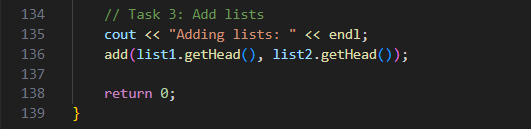 134 // Task 3: Add lists
135 cout << "Adding lists: " << endl;
136 add(list1.getHead(), list2.getHead());
137
138 return 0;
139 }